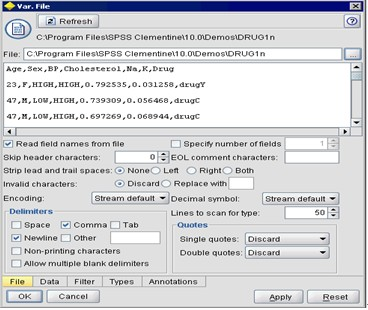 Var. File
Refresh
C:\Program Files\SPSS Clementine\10.0\Demos\DRUG1n
File: C:\Program Files\SPSS Clementine\10.0\Demos\DRUG1n ...
Age,Sex,BP,Cholesterol,Na,K,Drug
23,F,HIGH,HIGH,0.792535,0.031258,drugY
47,M,LOW,HIGH,0.739309,0.056468,drugC
47,M,LOW,HIGH,0.697269,0.068944,drugC
Read field names from file Specify number of fields 1
Skip header characters: 0 EOL comment characters:
Strip lead and trail spaces: None Left Right Both
Invalid characters: Discard Replace with
Encoding: Stream default Decimal symbol: Stream default
Delimiters Lines to scan for type: 50
Space Comma Tab Quotes
Newline Other Single quotes: Discard
Non-printing characters Double quotes: Discard
Allow multiple blank delimiters
File Data Filter Types Annotations
OK Cancel Apply Reset